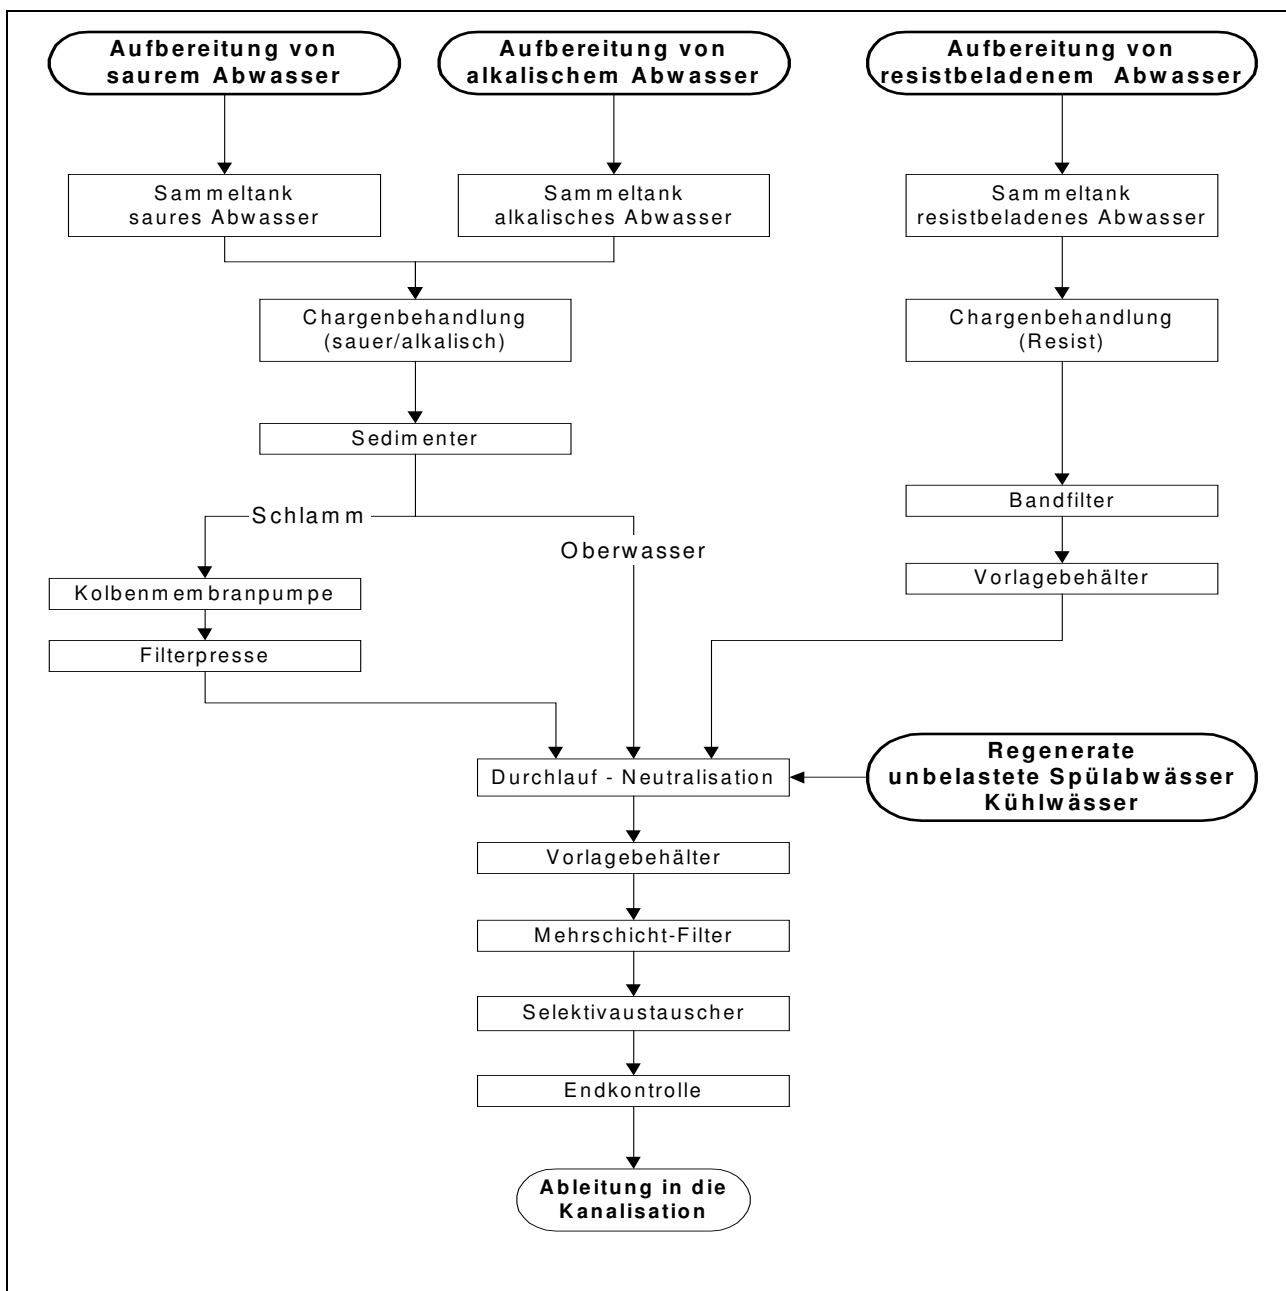 Aufbereitung von
saurem Abwasser
Aufbereitung von
alkalischem Abwasser
Aufbereitung von
resistbeladenem Abwasser
Sammeltank
saures Abwasser
Sammeltank
alkalisches Abwasser
Sammeltank
resistbeladenes Abwasser
Chargenbehandlung
(sauer/alkalisch)
Chargenbehandlung
(Resist)
Sedimenter
Bandfilter
Schlamm
Oberwasser
Vorlagebehälter
Kolbenmembranpumpe
Filterpresse
Regenerate
unbelastete Spülabwässer
Kühlwässer
Durchlauf - Neutralisation
Vorlagebehälter
Mehrschicht-Filter
Selektivaustauscher
Endkontrolle
Ableitung in die
Kanalisation